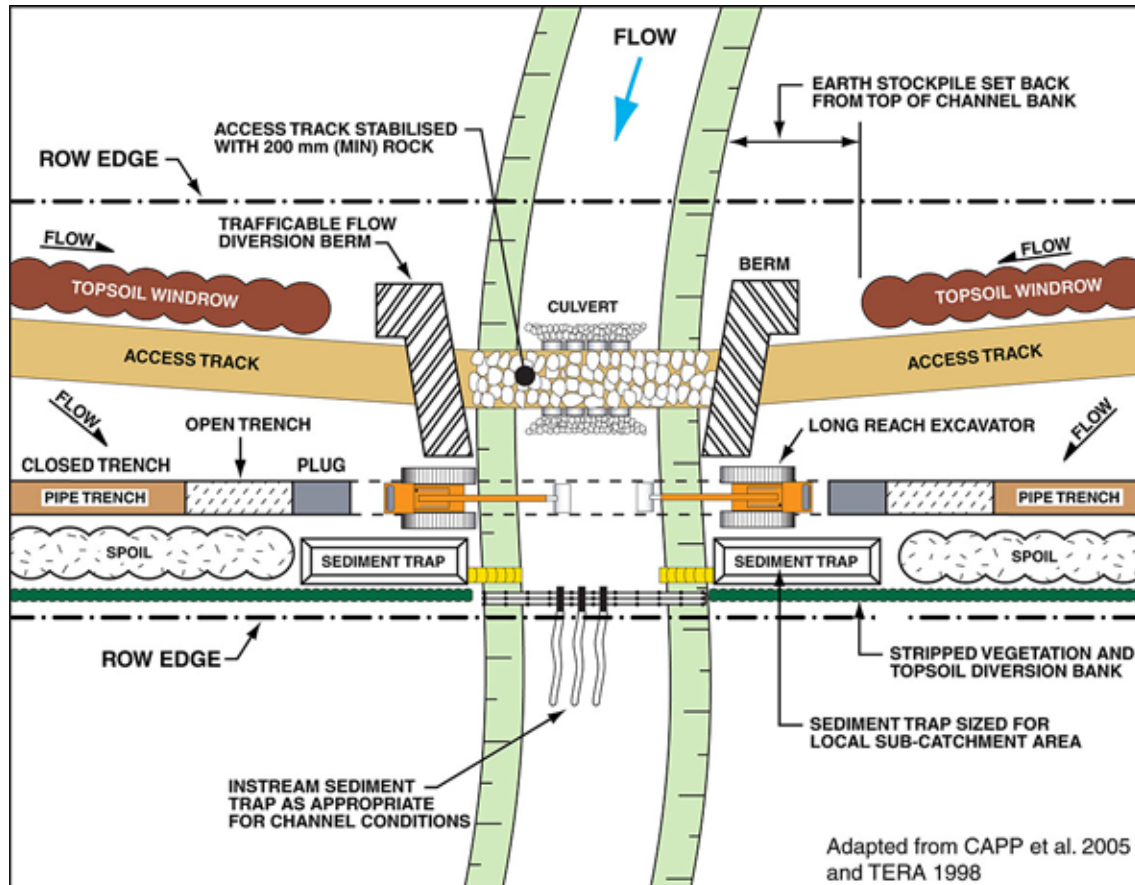 FLOW
EARTH STOCKPILE SET BACK
FROM TOP OF CHANNEL BANK
ACCESS TRACK STABILISED
WITH 200 mm (MIN) ROCK
ROW EDGE
TRAFFICABLE FLOW
DIVERSION BERM
FLOW
FLOW
BERM
TOPSOIL WINDROW
TOPSOIL WINDROW
CULVERT
ACCESS TRACK
ACCESS TRACK
FLOW
FLOW
OPEN TRENCH
LONG REACH EXCAVATOR
CLOSED TRENCH
PLUG
PIPE TRENCH
PIPE TRENCH
SPOIL
SEDIMENT TRAP
SEDIMENT TRAP
SPOIL
ROW EDGE
STRIPPED VEGETATION AND
TOPSOIL DIVERSION BANK
SEDIMENT TRAP SIZED FOR
LOCAL SUB-CATCHMENT AREA
INSTREAM SEDIMENT
TRAP AS APPROPRIATE
FOR CHANNEL CONDITIONS
Adapted from CAPP et al. 2005
and TERA 1998